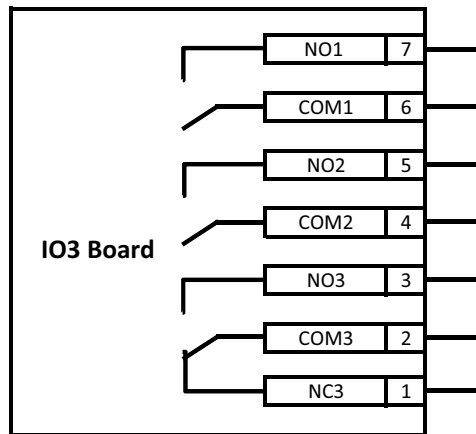 NO1 7
COM1 6
NO2 5
COM2 4
IO3 Board
NO3 3
COM3 2
NC3 1